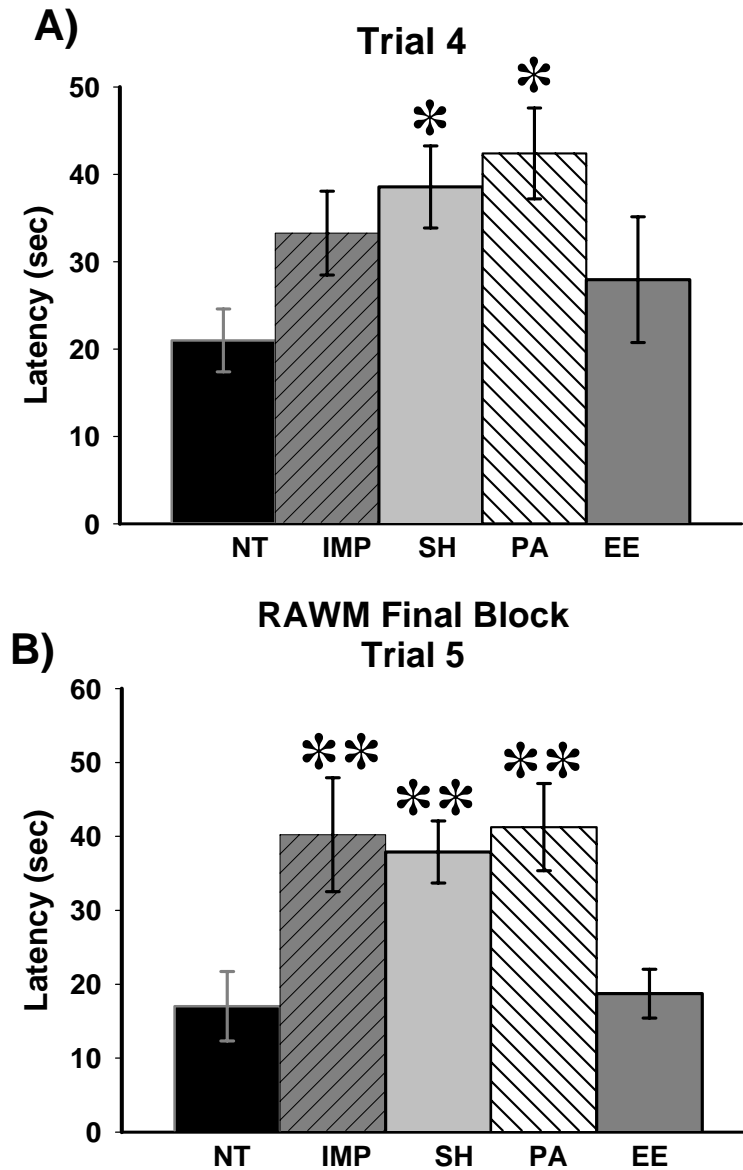 A)
Trial 4
*
*
50
40
30
20
10
0
Latency (sec)
NT IMP SH PA EE
RAWM Final Block
B)
Trial 5
60
50
40
30
20
10
0
**
**
**
Latency (sec)
NT IMP SH PA EE